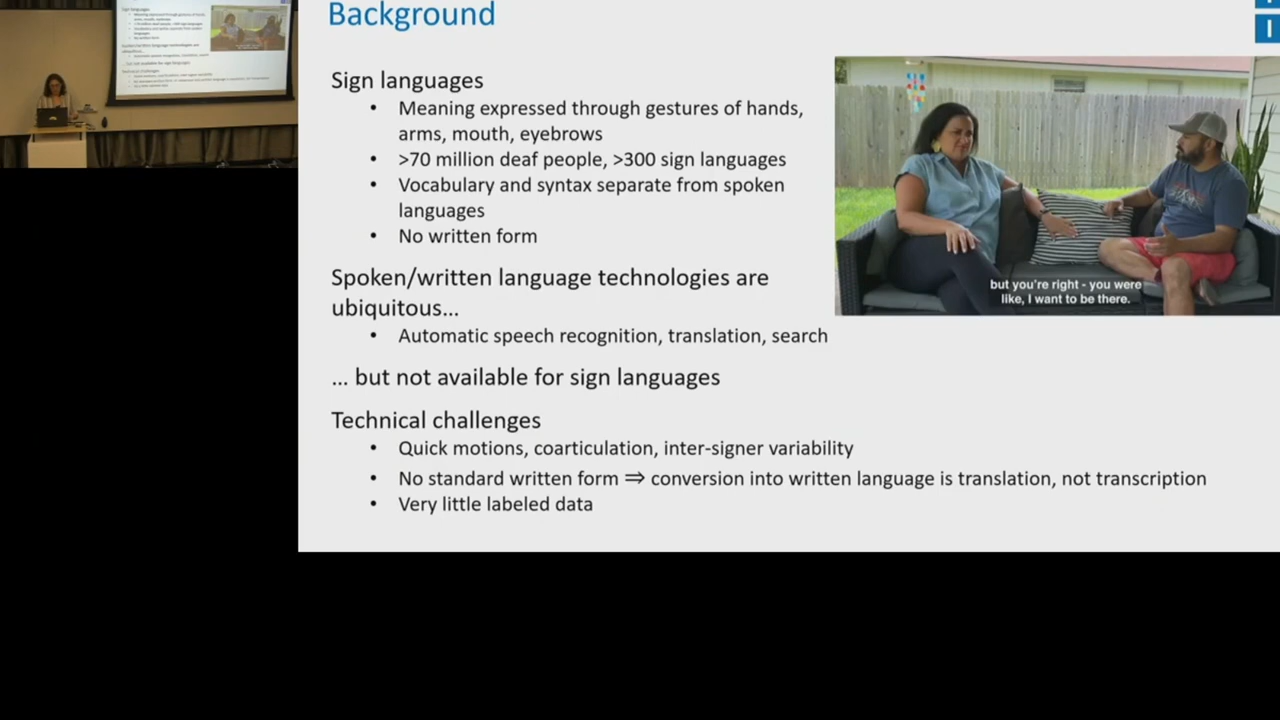 Background
Sign languages
• Meaning expressed through gestures of hands,
arms, mouth, eyebrows
• >70 million deaf people, >300 sign languages
• Vocabulary and syntax separate from spoken
languages
• No written form
Spoken/written language technologies are
ubiquitous...
• Automatic speech recognition, translation, search
... but not available for sign languages
Technical challenges
• Quick motions, coarticulation, inter-signer variability
• No standard written form ⇒ conversion into written language is translation, not transcription
• Very little labeled data
but you're right - you were
like, I want to be there.